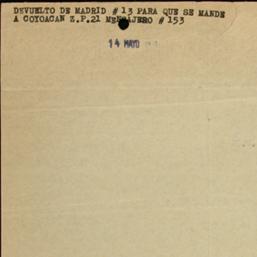 DEVUELTO DE MADRID # 13 PARA QUE SE MANDE
A COYOACAN Z.P.21 MENSAJERO # 153
14 MAYO